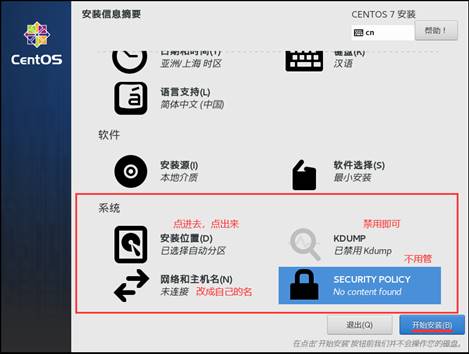 安装信息摘要
CENTOS 7 安装
cn
帮助！
CentOS
日期和时间(T)
亚洲/上海 时区
键盘(K)
汉语
语言支持(L)
简体中文 (中国)
软件
安装源(I)
本地介质
软件选择(S)
最小安装
系统
点进去，点出来
禁用即可
安装位置(D)
已选择自动分区
KDUMP
已禁用 Kdump
不用管
网络和主机名(N)
未连接
改成自己的名
SECURITY POLICY
No content found
退出(Q)
开始安装(B)
在点击'开始安装'按钮前我们并不会操作您的磁盘。